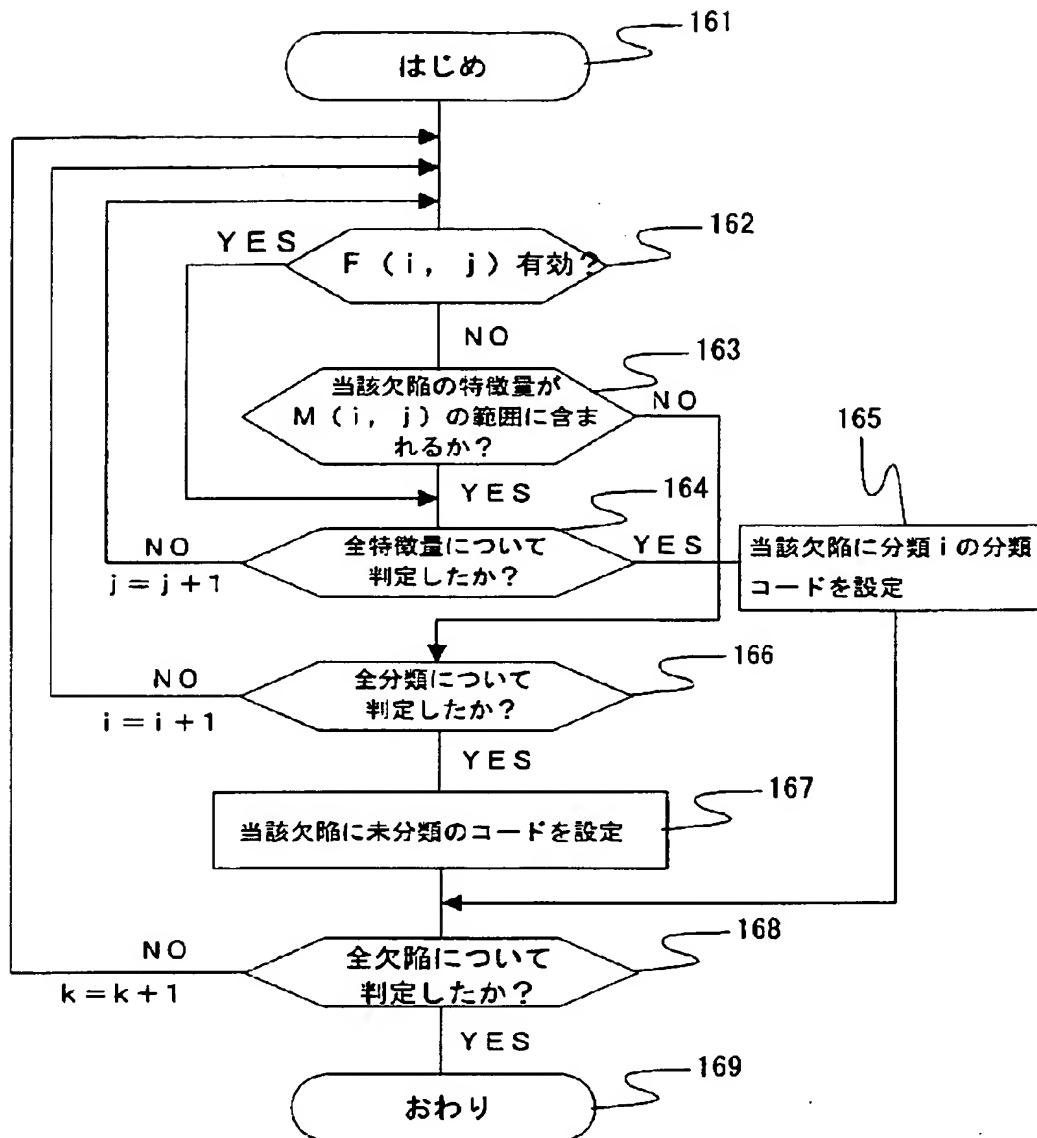 161
はじめ
162
YES
F(i, j)有効?
NO
163
当該欠陥の特徴量が
M(i, j)の範囲に含ま
れるか?
NO
165
YES
164
NO
全特徴量について
判定したか?
YES
j=j+1
当該欠陥に分類iの分類
コードを設定
166
NO
全分類について
判定したか?
i=i+1
YES
167
当該欠陥に未分類のコードを設定
168
NO
全欠陥について
判定したか?
k=k+1
YES
169
おわり